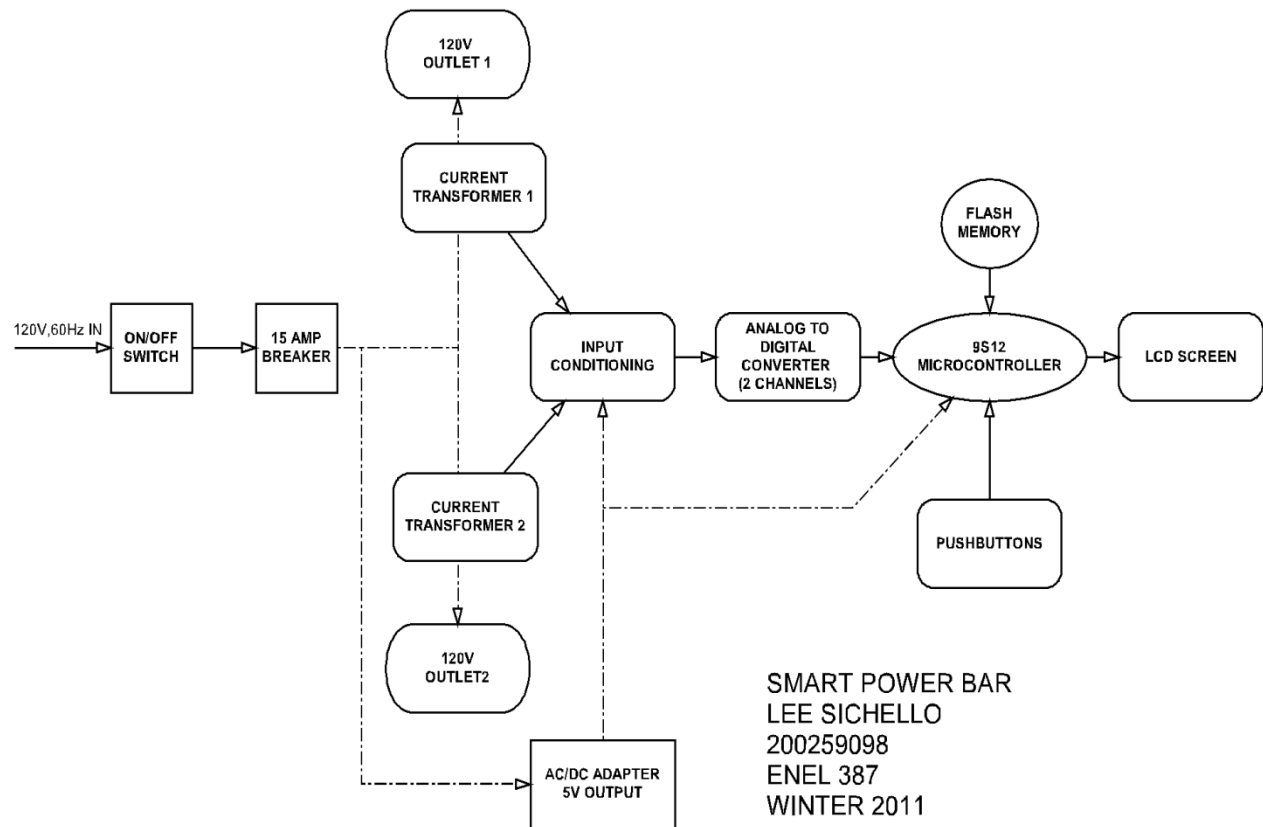 120V
OUTLET 1
CURRENT
TRANSFORMER 1
FLASH
MEMORY
120V,60Hz IN
ON/OFF
SWITCH
15 AMP
BREAKER
INPUT
CONDITIONING
ANALOG TO
DIGITAL
CONVERTER
(2 CHANNELS)
9S12
MICROCONTROLLER
LCD SCREEN
CURRENT
TRANSFORMER 2
PUSHBUTTONS
120V
OUTLET2
AC/DC ADAPTER
5V OUTPUT
SMART POWER BAR
LEE SICHELLO
200259098
ENEL 387
WINTER 2011